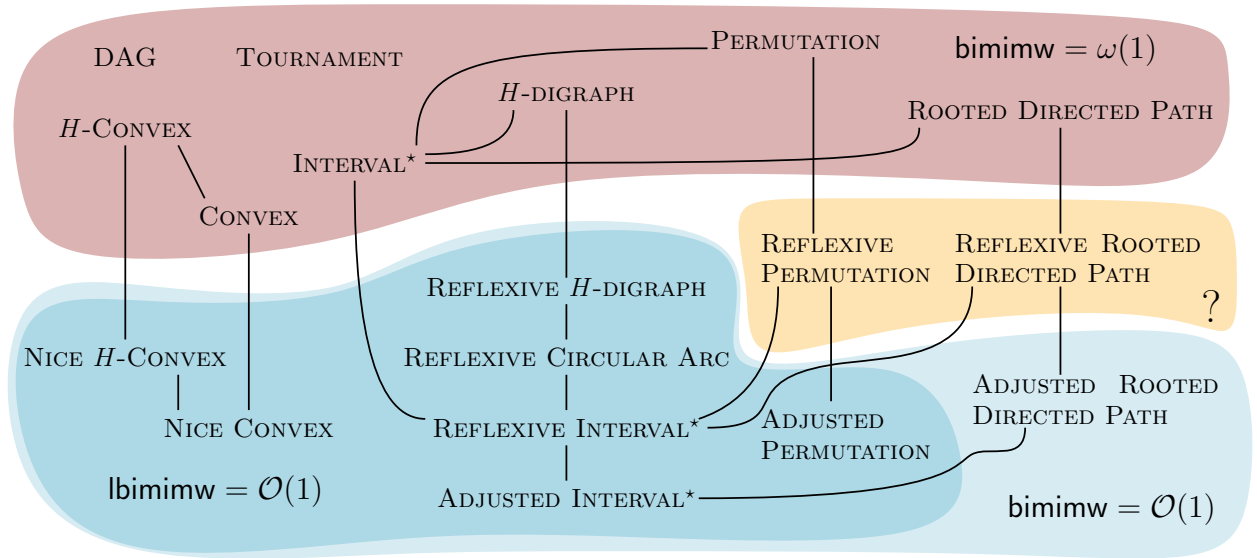 DAG
TOURNAMENT
PERMUTATION
bimimw = ω(1)
H-DIGRAPH
ROOTED DIRECTED PATH
H-CONVEX
INTERVAL⋆
CONVEX
REFLEXIVE
PERMUTATION
REFLEXIVE ROOTED
DIRECTED PATH
?
REFLEXIVE H-DIGRAPH
NICE H-CONVEX
REFLEXIVE CIRCULAR ARC
ADJUSTED ROOTED
DIRECTED PATH
NICE CONVEX
REFLEXIVE INTERVAL⋆
ADJUSTED
PERMUTATION
lbimimw = 𝒪(1)
ADJUSTED INTERVAL⋆
bimimw = 𝒪(1)